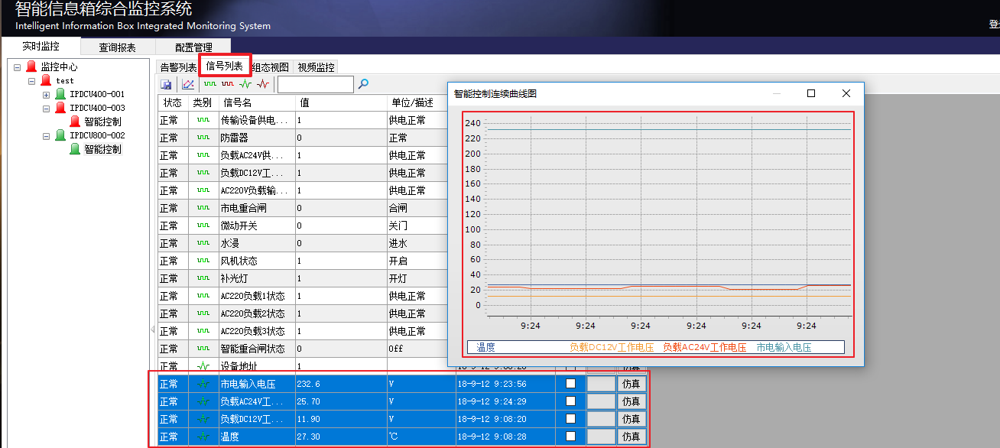 智能信息箱综合监控系统
Intelligent Information Box Integrated Monitoring System
实时监控 查询报表 配置管理
监控中心
test
IPDCU400-001
IPDCU400-003
智能控制
IPDCU800-002
智能控制
告警列表 信号列表 组态视图 视频监控
状态 类别 信号名 值 单位/描述
正常 传输设备供电... 1 供电正常
正常 防雷器 0 正常
正常 负载AC24V供... 1 供电正常
正常 负载DC12V工... 1 供电正常
正常 AC220V负载输... 1 供电正常
正常 市电重合闸 0 合闸
正常 微动开关 0 关门
正常 水浸 0 进水
正常 风机状态 1 开启
正常 补光灯 1 开灯
正常 AC220负载1状态 1 供电正常
正常 AC220负载2状态 1 供电正常
正常 AC220负载3状态 1 供电正常
正常 智能重合闸状态 0 Off
正常 设备地址 1
正常 市电输入电压 232.6 V 18-9-12 9:23:56 仿真
正常 负载AC24V工... 25.70 V 18-9-12 9:24:29 仿真
正常 负载DC12V工... 11.90 V 18-9-12 9:08:20 仿真
正常 温度 27.30 ℃ 18-9-12 9:08:28 仿真
智能控制连续曲线图
240
220
200
180
160
140
120
100
80
60
40
20
0
9:24 9:24 9:24 9:24 9:24 9:24
温度 负载DC12V工作电压 负载AC24V工作电压 市电输入电压